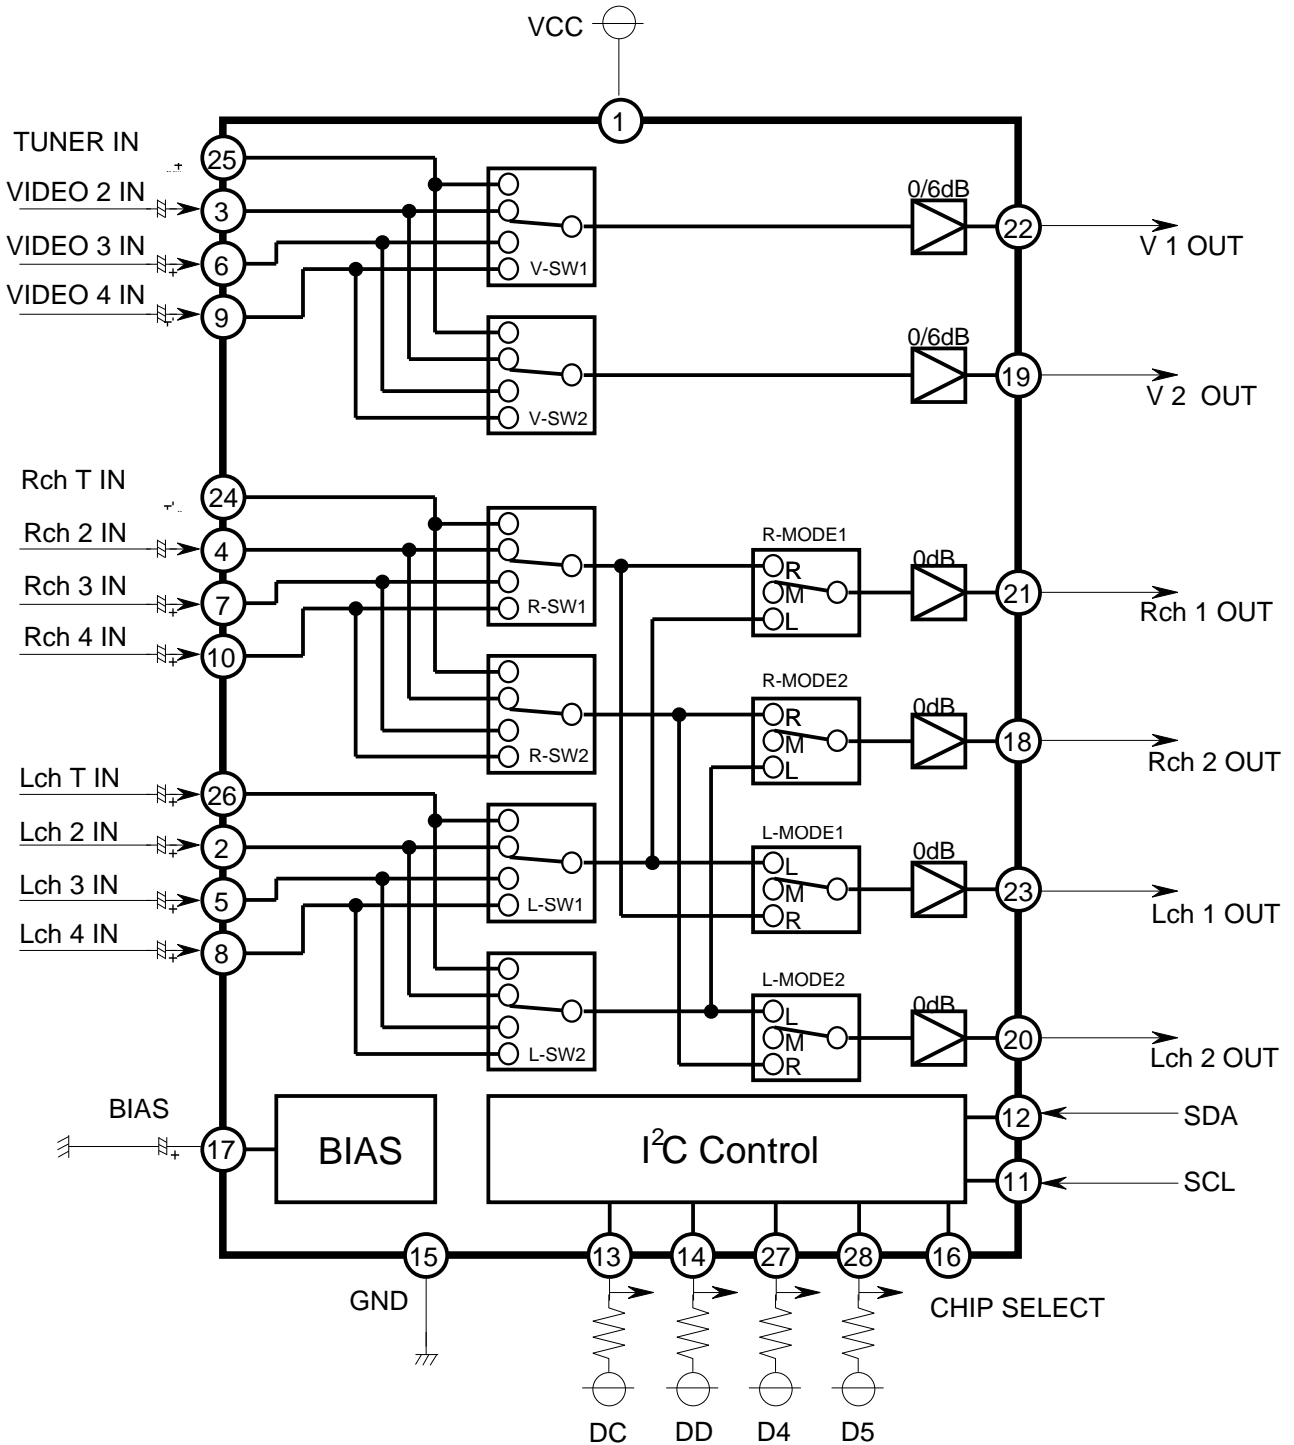 VCC
1
TUNER IN
25
VIDEO 2 IN
3
VIDEO 3 IN
6
VIDEO 4 IN
9
V-SW1
0/6dB
22
V 1 OUT
V-SW2
0/6dB
19
V 2 OUT
Rch T IN
24
Rch 2 IN
4
Rch 3 IN
7
Rch 4 IN
10
R-SW1
R-MODE1
R
M
L
0dB
21
Rch 1 OUT
R-SW2
R-MODE2
R
M
L
0dB
18
Rch 2 OUT
Lch T IN
26
Lch 2 IN
2
Lch 3 IN
5
Lch 4 IN
8
L-SW1
L-MODE1
L
M
R
0dB
23
Lch 1 OUT
L-SW2
L-MODE2
L
M
R
0dB
20
Lch 2 OUT
BIAS
17
BIAS
I²C Control
12
SDA
11
SCL
15
GND
13
14
27
28
16
CHIP SELECT
DC
DD
D4
D5